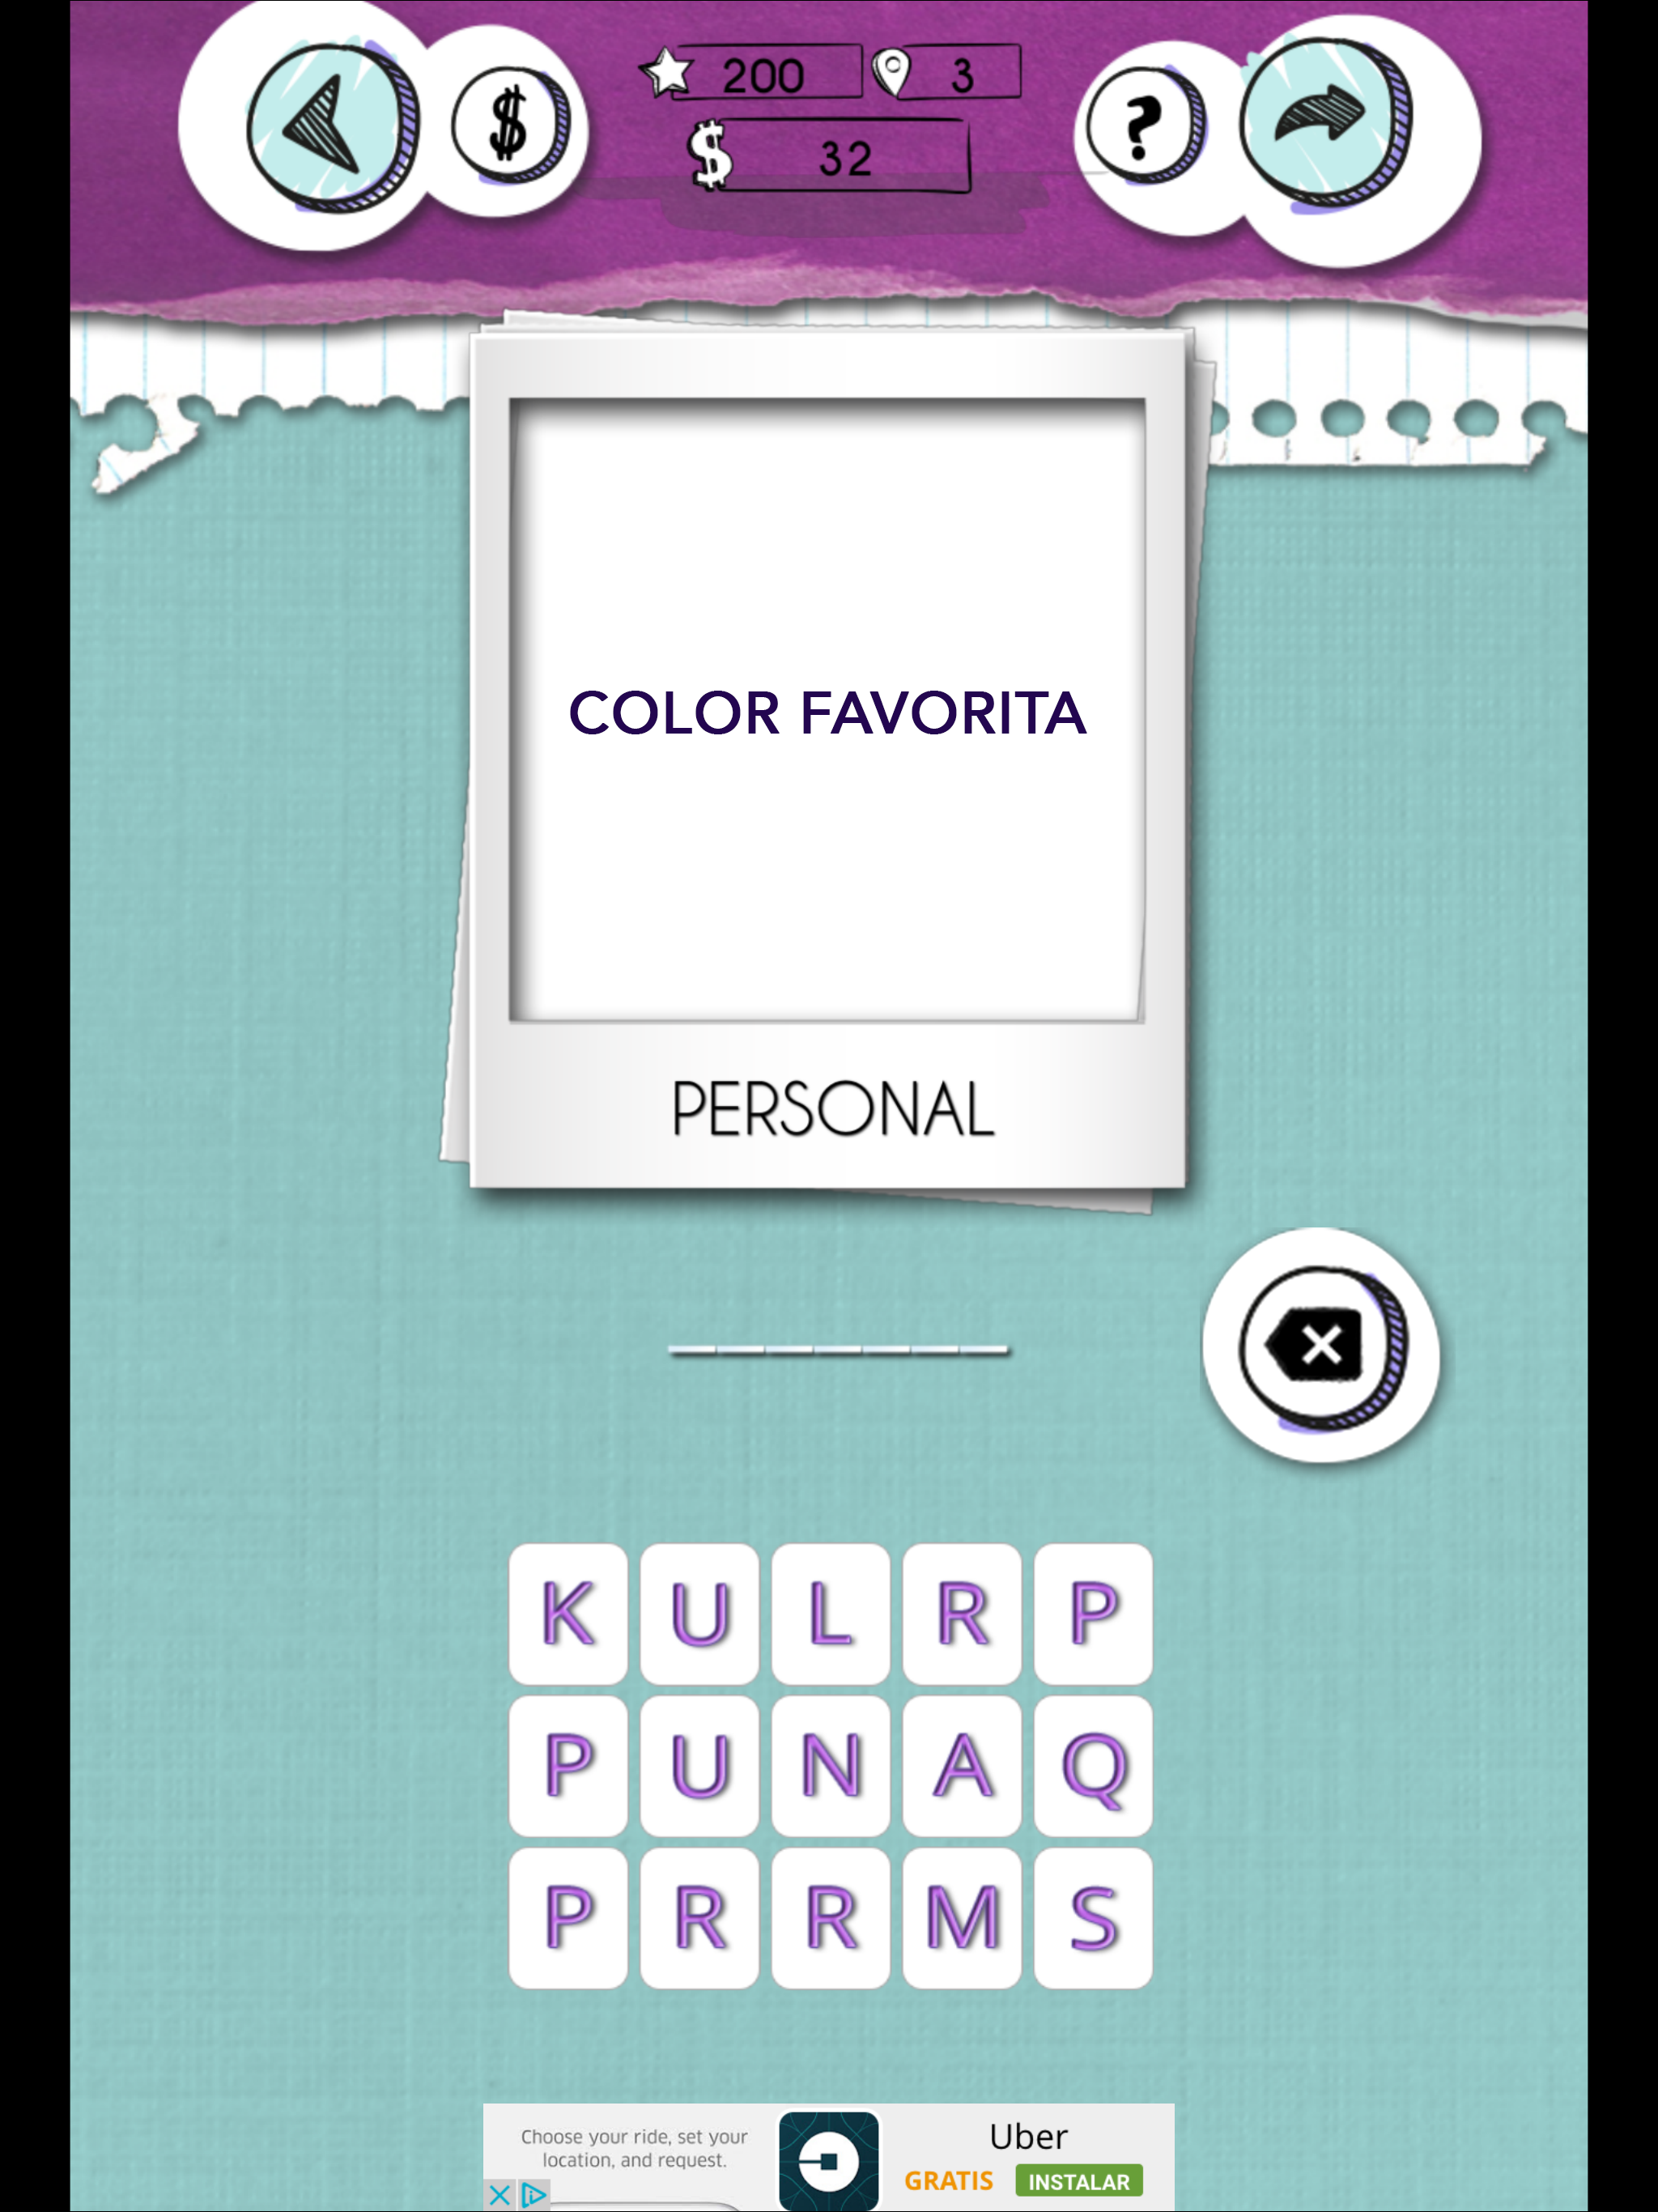 $ 200 3 ?
$ 32
COLOR FAVORITA
PERSONAL
K U L R P
P U N A Q
P R R M S
Choose your ride, set your
location, and request.
Uber
GRATIS INSTALAR